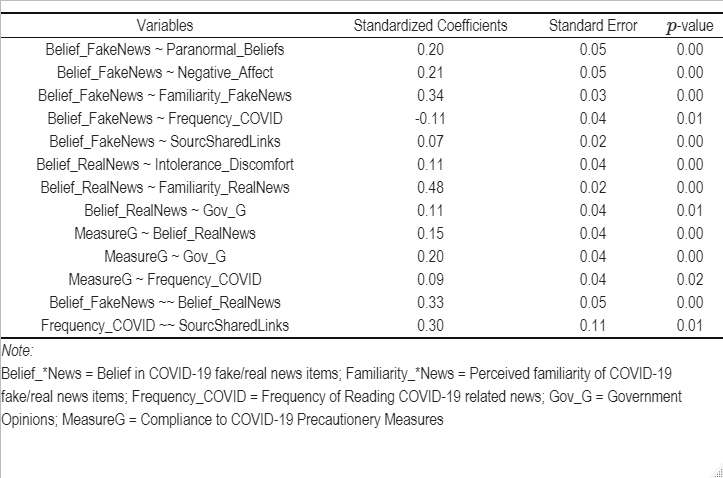 Variables Standardized Coefficients Standard Error p-value
Belief_FakeNews ~ Paranormal_Beliefs 0.20 0.05 0.00
Belief_FakeNews ~ Negative_Affect 0.21 0.05 0.00
Belief_FakeNews ~ Familiarity_FakeNews 0.34 0.03 0.00
Belief_FakeNews ~ Frequency_COVID -0.11 0.04 0.01
Belief_FakeNews ~ SourcSharedLinks 0.07 0.02 0.00
Belief_RealNews ~ Intolerance_Discomfort 0.11 0.04 0.00
Belief_RealNews ~ Familiarity_RealNews 0.48 0.02 0.00
Belief_RealNews ~ Gov_G 0.11 0.04 0.01
MeasureG ~ Belief_RealNews 0.15 0.04 0.00
MeasureG ~ Gov_G 0.20 0.04 0.00
MeasureG ~ Frequency_COVID 0.09 0.04 0.02
Belief_FakeNews ~~ Belief_RealNews 0.33 0.05 0.00
Frequency_COVID ~~ SourcSharedLinks 0.30 0.11 0.01
Note:
Belief_*News = Belief in COVID-19 fake/real news items; Familiarity_*News = Perceived familiarity of COVID-19
fake/real news items; Frequency_COVID = Frequency of Reading COVID-19 related news; Gov_G = Government
Opinions; MeasureG = Compliance to COVID-19 Precautionery Measures